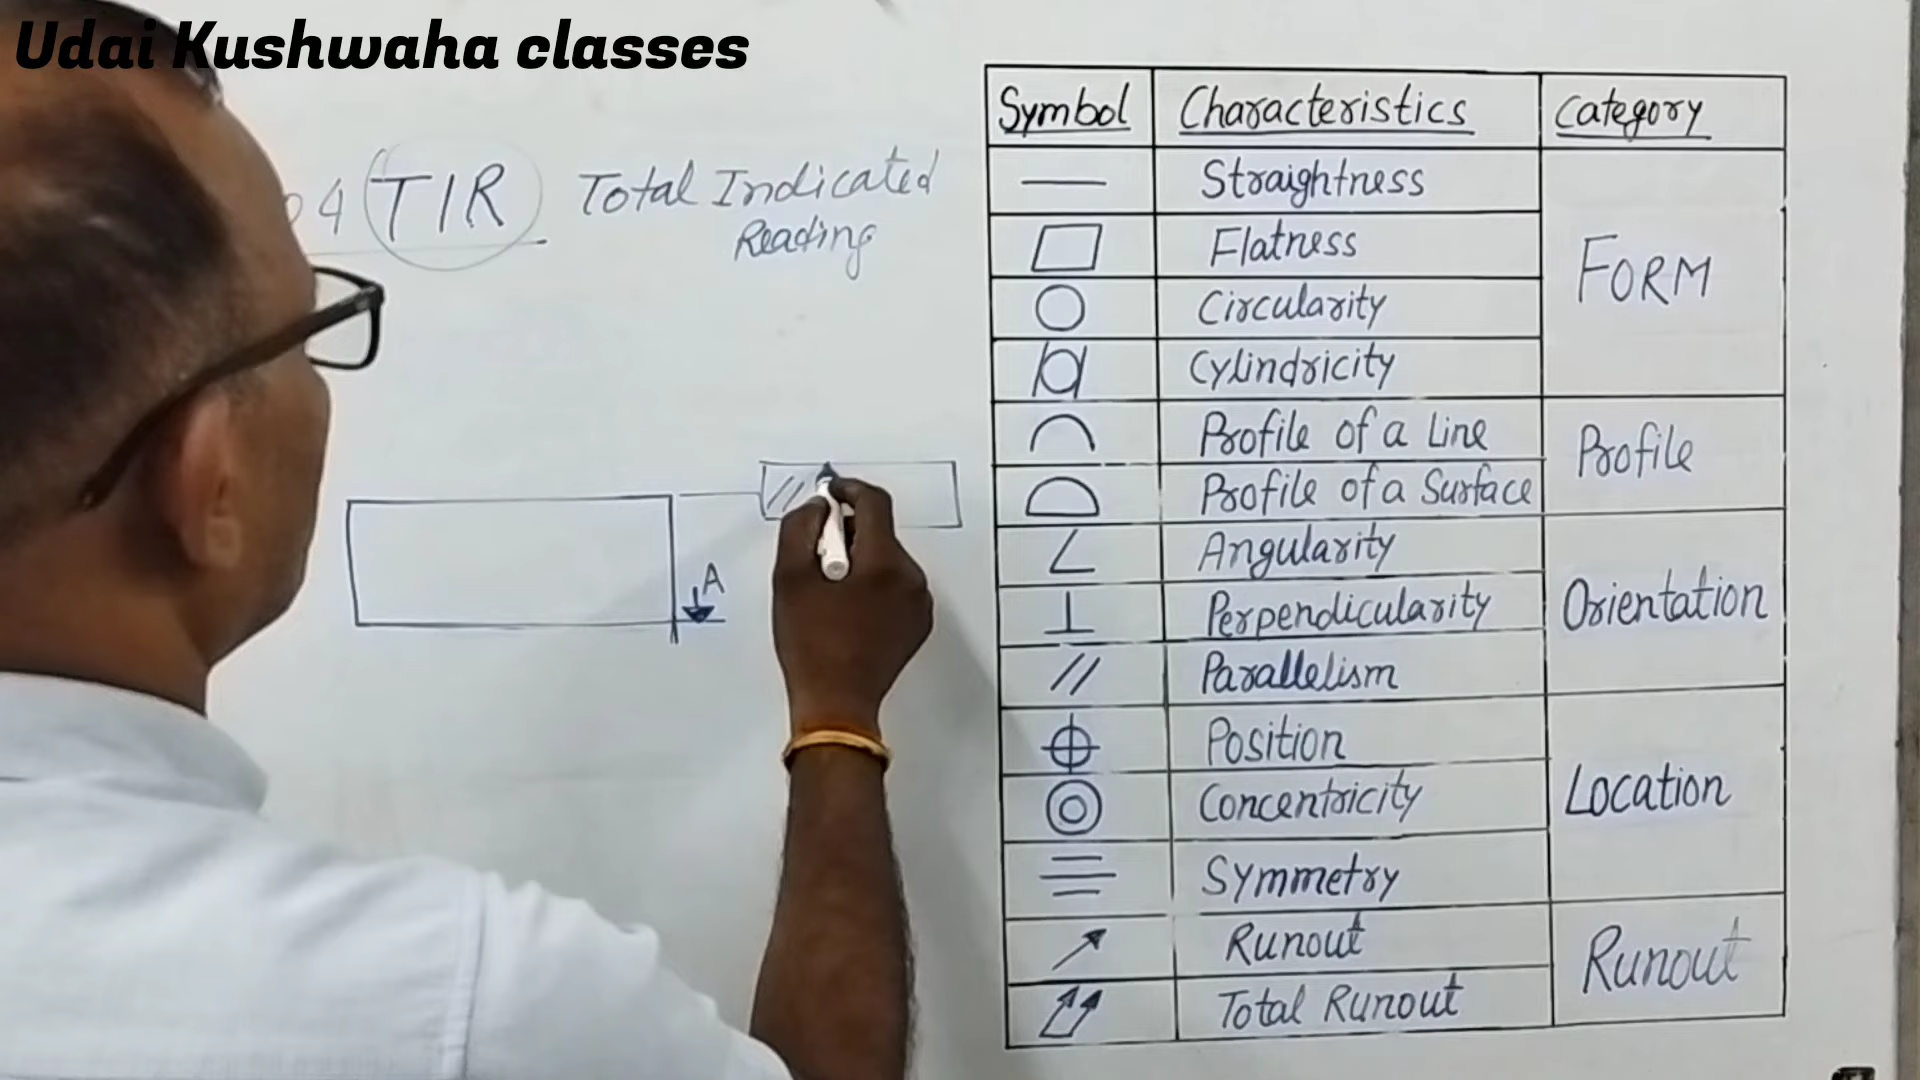 Udai Kushwaha classes
04 TIR Total Indicated
Reading
A
Symbol Characteristics Category
Straightness
Flatness
Circularity
Cylindricity
FORM
Profile of a Line
Profile of a Surface
Profile
Angularity
Perpendicularity
Parallelism
Orientation
Position
Concentricity
Symmetry
Location
Runout
Total Runout
Runout